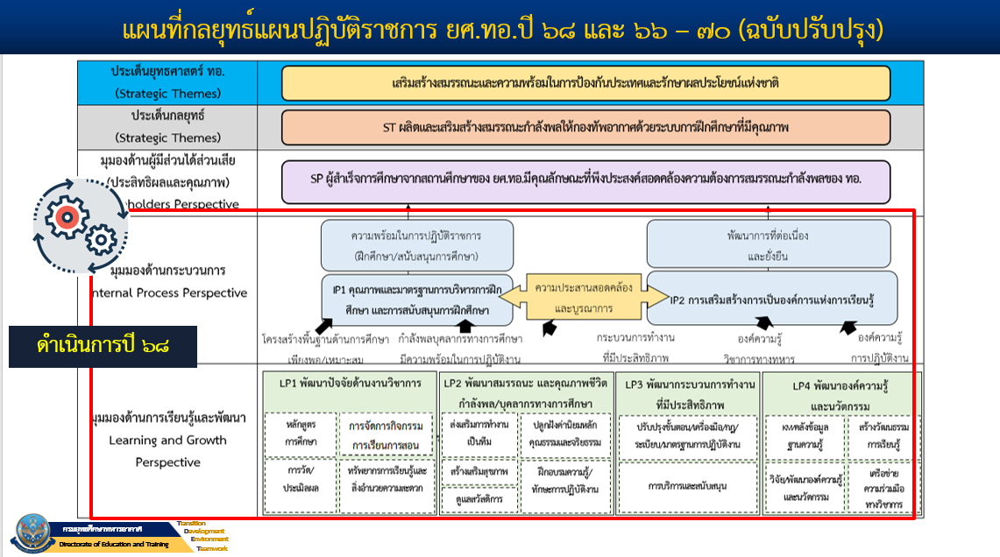 แผนที่กลยุทธ์แผนปฏิบัติราชการ ยศ.ทอ.ปี ๖๘ และ ๖๖ – ๗๐ (ฉบับปรับปรุง)
ประเด็นยุทธศาสตร์ ทอ.
(Strategic Themes)
เสริมสร้างสมรรถนะและความพร้อมในการป้องกันประเทศและรักษาผลประโยชน์แห่งชาติ
ประเด็นกลยุทธ์
(Strategic Themes)
ST ผลิตและเสริมสร้างสมรรถนะกำลังพลให้กองทัพอากาศด้วยระบบการฝึกศึกษาที่มีคุณภาพ
มุมมองด้านผู้มีส่วนได้ส่วนเสีย
(ประสิทธิผลและคุณภาพ)
holders Perspective
SP ผู้สำเร็จการศึกษาจากสถานศึกษาของ ยศ.ทอ.มีคุณลักษณะที่พึงประสงค์สอดคล้องความต้องการสมรรถนะกำลังพลของ ทอ.
มุมมองด้านกระบวนการ
nternal Process Perspective
ความพร้อมในการปฏิบัติราชการ
(ฝึกศึกษา/สนับสนุนการศึกษา)
พัฒนาการที่ต่อเนื่อง
และยั่งยืน
IP1 คุณภาพและมาตรฐานการบริหารการฝึก
ศึกษา และการสนับสนุนการฝึกศึกษา
ความประสานสอดคล้อง
และบูรณาการ
IP2 การเสริมสร้างการเป็นองค์การแห่งการเรียนรู้
โครงสร้างพื้นฐานด้านการศึกษา
เพียงพอ/เหมาะสม
กำลังพลบุคลากรทางการศึกษา
มีความพร้อมในการปฏิบัติงาน
กระบวนการทำงาน
ที่มีประสิทธิภาพ
องค์ความรู้
วิชาการทางทหาร
องค์ความรู้
การปฏิบัติงาน
ดำเนินการปี ๖๘
มุมมองด้านการเรียนรู้และพัฒนา
Learning and Growth
Perspective
LP1 พัฒนาปัจจัยด้านงานวิชาการ
หลักสูตร
การศึกษา
การจัดการกิจกรรม
การเรียนการสอน
การวัด/
ประเมิลผล
ทรัพยากรการเรียนรู้และ
สิ่งอำนวยความสะดวก
LP2 พัฒนาสมรรถนะ และคุณภาพชีวิต
กำลังพล/บุคลากรทางการศึกษา
ส่งเสริมการทำงาน
เป็นทีม
ปลูกฝังค่านิยมหลัก
คุณธรรมและจริยธรรม
สร้างเสริมสุขภาพ
ดูแลสวัสดิการ
ฝึกอบรมความรู้/
ทักษะการปฏิบัติงาน
LP3 พัฒนากระบวนการทำงาน
ที่มีประสิทธิภาพ
ปรับปรุงขั้นตอน/เครื่องมือ/กฎ/
ระเบียบ/มาตรฐานการปฏิบัติงาน
การบริการและสนับสนุน
LP4 พัฒนาองค์ความรู้
และนวัตกรรม
KM/คลังข้อมูล
ฐานความรู้
สร้างวัฒนธรรม
การเรียนรู้
วิจัย/พัฒนาองค์ความรู้
และนวัตกรรม
เครือข่าย
ความร่วมมือ
ทางวิชาการ
กรมยุทธศึกษาทหารอากาศ
Directorate of Education and Training
Transition
Development
Environment
Teamwork